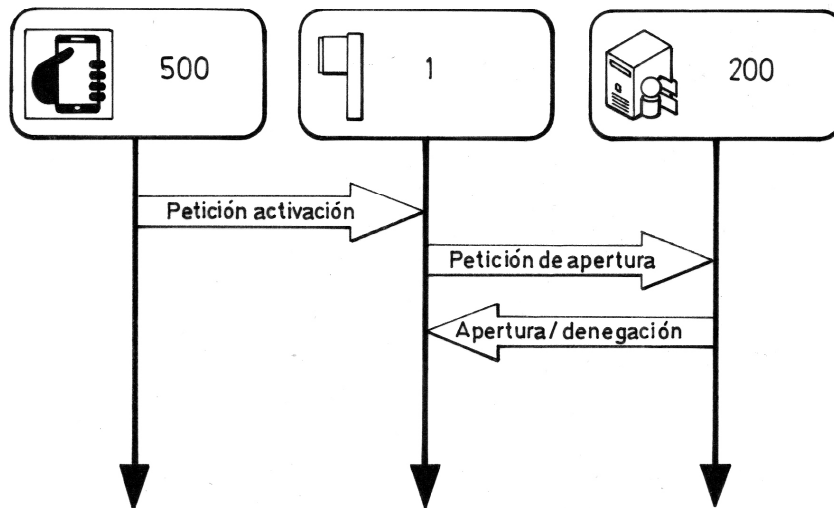 500
1
200
Petición activación
Petición de apertura
Apertura/denegación